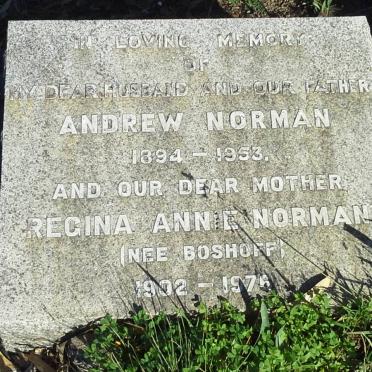 IN LOVING MEMORY
OF
MY DEAR HUSBAND AND OUR FATHER
ANDREW NORMAN
1894 – 1953.
AND OUR DEAR MOTHER
REGINA ANNIE NORMAN
(NEE BOSHOFF)
1902 – 1976